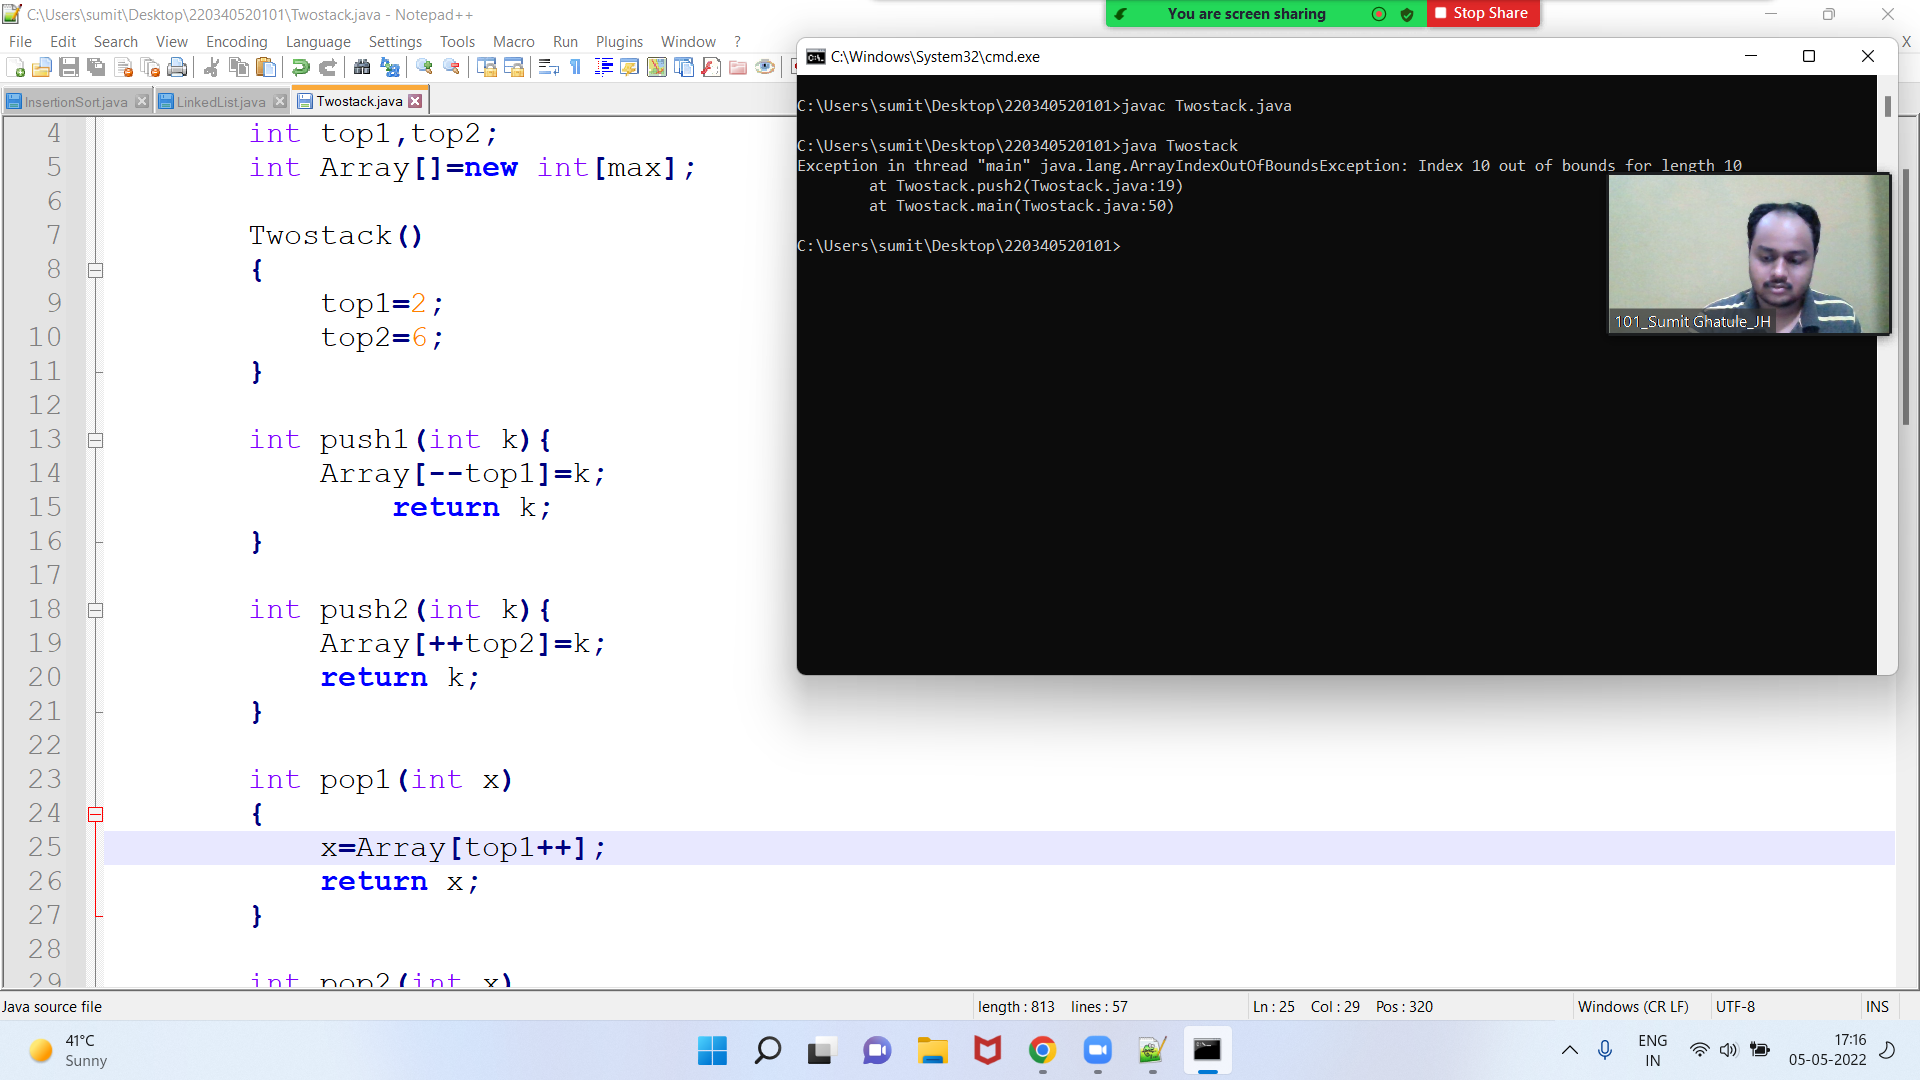 C:\Users\sumit\Desktop\220340520101\Twostack.java - Notepad++
You are screen sharing
Stop Share
File Edit Search View Encoding Language Settings Tools Macro Run Plugins Window ?
X
InsertionSort.java
LinkedList.java
Twostack.java
4 int top1,top2;
5 int Array[]=new int[max];
6
7 Twostack()
8 {
9 top1=2;
10 top2=6;
11 }
12
13 int push1(int k){
14 Array[--top1]=k;
15 return k;
16 }
17
18 int push2(int k){
19 Array[++top2]=k;
20 return k;
21 }
22
23 int pop1(int x)
24 {
25 x=Array[top1++];
26 return x;
27 }
28
29 int pop2(int x)
C:\Windows\System32\cmd.exe
C:\Users\sumit\Desktop\220340520101>javac Twostack.java
C:\Users\sumit\Desktop\220340520101>java Twostack
Exception in thread "main" java.lang.ArrayIndexOutOfBoundsException: Index 10 out of bounds for length 10
at Twostack.push2(Twostack.java:19)
at Twostack.main(Twostack.java:50)
C:\Users\sumit\Desktop\220340520101>
101_Sumit Ghatule_JH
Java source file
length : 813 lines : 57
Ln : 25 Col : 29 Pos : 320
Windows (CR LF)
UTF-8
INS
41°C
Sunny
ENG
IN
17:16
05-05-2022